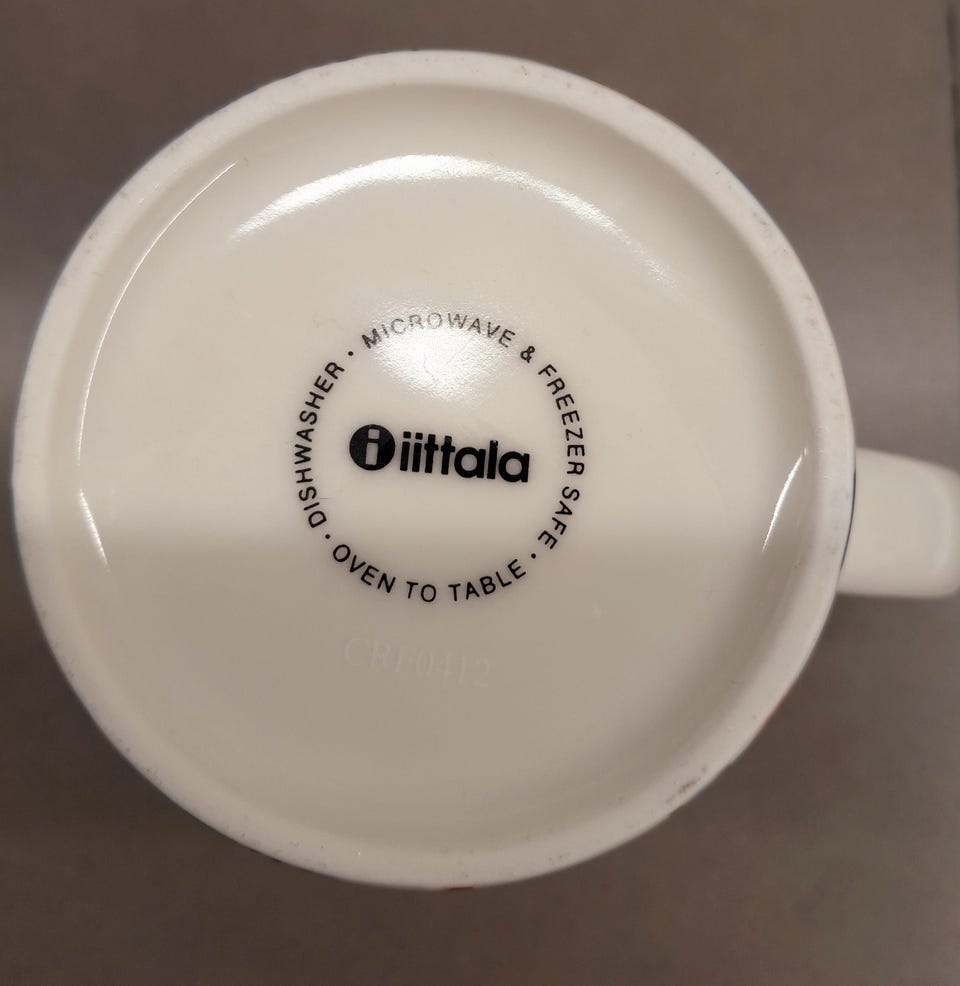 DISHWASHER · MICROWAVE & FREEZER SAFE · OVEN TO TABLE ·
i iittala